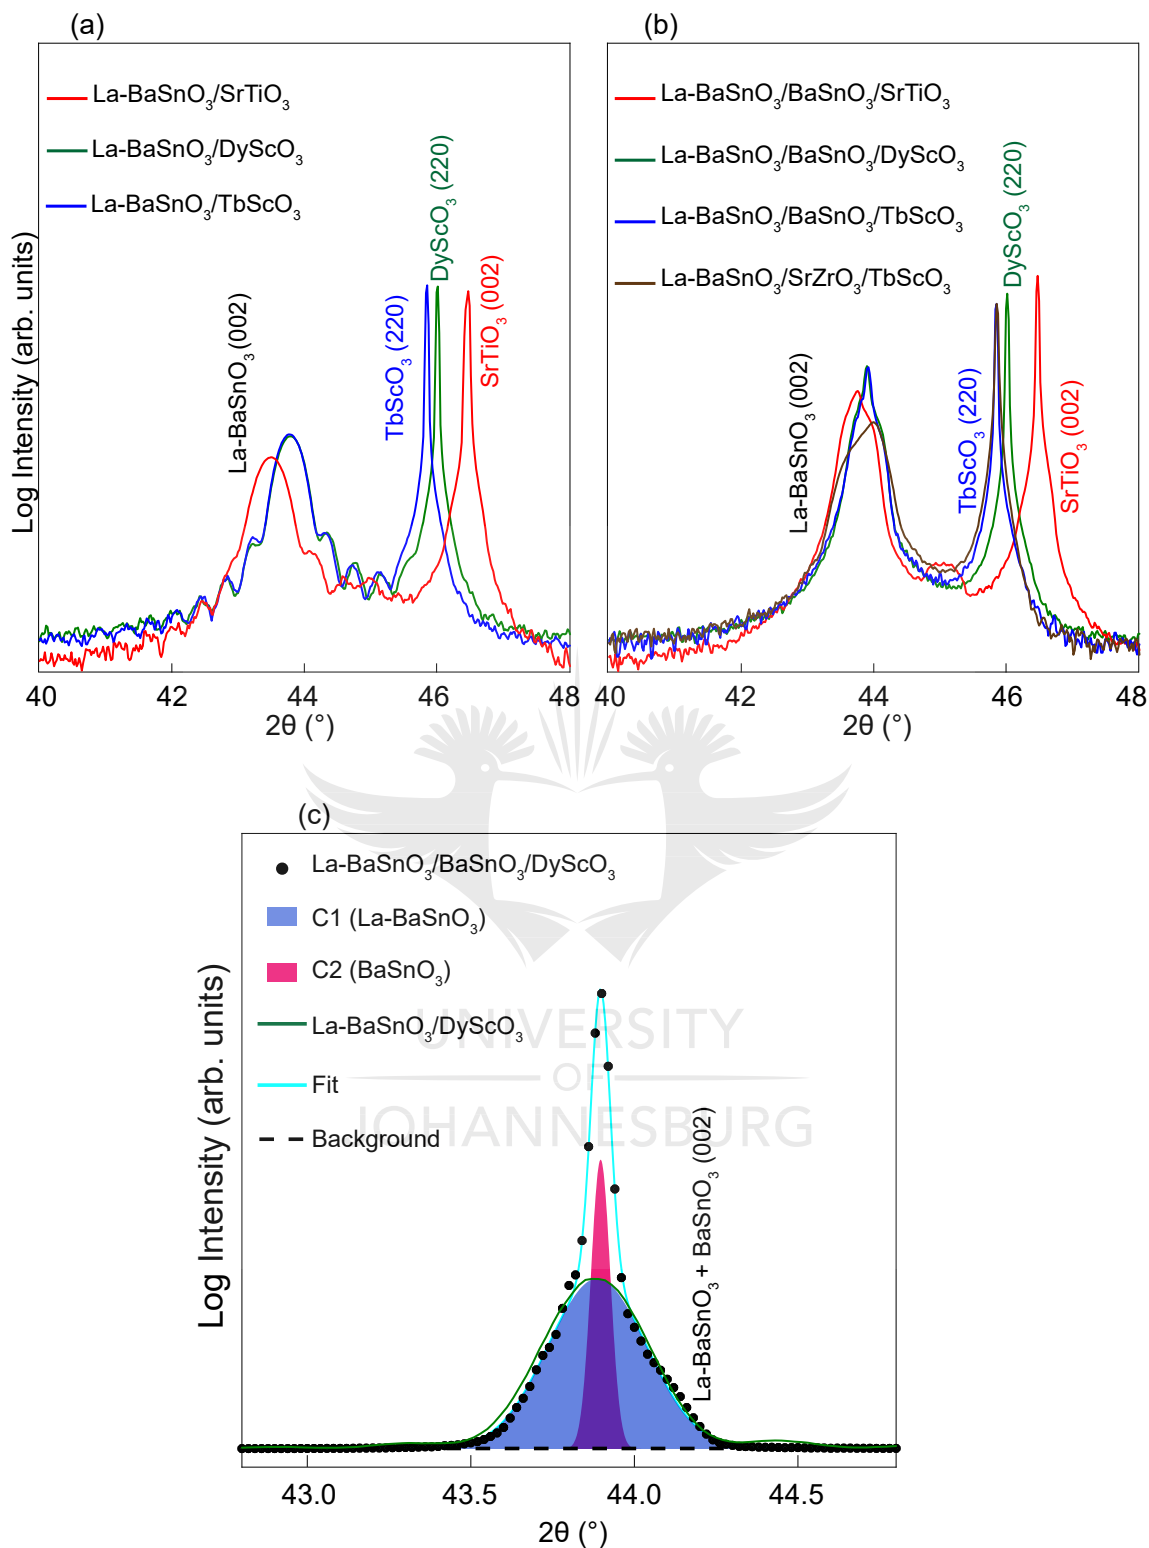 (a)
La-BaSnO₃/SrTiO₃
La-BaSnO₃/DyScO₃
La-BaSnO₃/TbScO₃
La-BaSnO₃ (002)
TbScO₃ (220)
DyScO₃ (220)
SrTiO₃ (002)
Log Intensity (arb. units)
40 42 44 46 48
2θ (°)
(b)
La-BaSnO₃/BaSnO₃/SrTiO₃
La-BaSnO₃/BaSnO₃/DyScO₃
La-BaSnO₃/BaSnO₃/TbScO₃
La-BaSnO₃/SrZrO₃/TbScO₃
La-BaSnO₃ (002)
TbScO₃ (220)
DyScO₃ (220)
SrTiO₃ (002)
40 42 44 46 48
2θ (°)
(c)
La-BaSnO₃/BaSnO₃/DyScO₃
C1 (La-BaSnO₃)
C2 (BaSnO₃)
La-BaSnO₃/DyScO₃
Fit
Background
La-BaSnO₃ + BaSnO₃ (002)
Log Intensity (arb. units)
43.0 43.5 44.0 44.5
2θ (°)
UNIVERSITY
OF
JOHANNESBURG